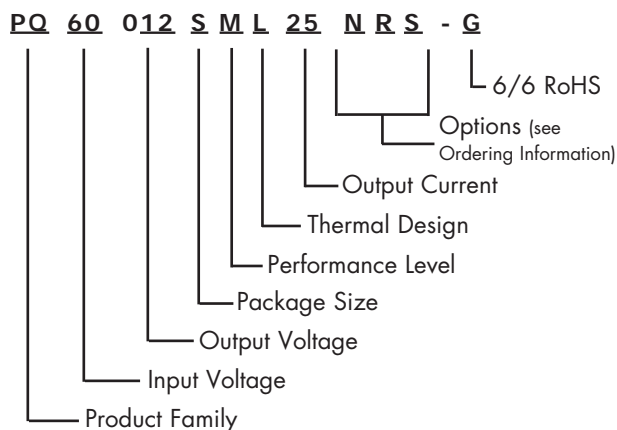 PQ 60 012 S M L 25 N R S - G
6/6 RoHS
Options (see
Ordering Information)
Output Current
Thermal Design
Performance Level
Package Size
Output Voltage
Input Voltage
Product Family